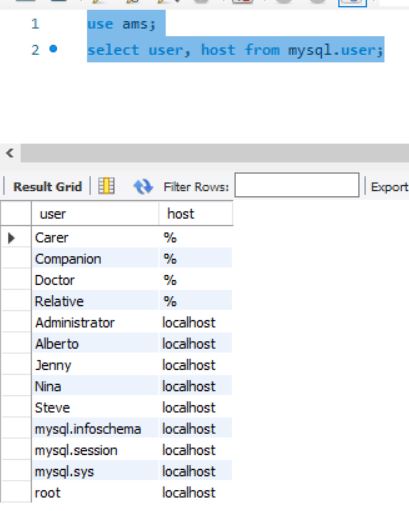 1 use ams;
2 select user, host from mysql.user;
Result Grid Filter Rows: Export
user host
Carer %
Companion %
Doctor %
Relative %
Administrator localhost
Alberto localhost
Jenny localhost
Nina localhost
Steve localhost
mysql.infoschema localhost
mysql.session localhost
mysql.sys localhost
root localhost